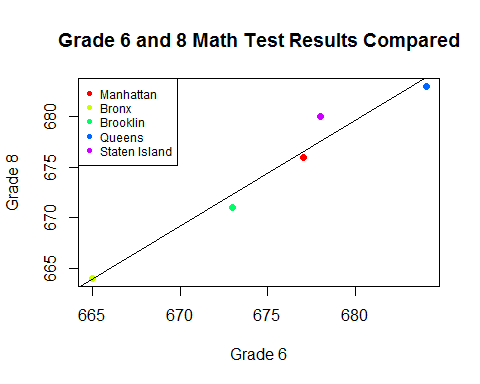 Grade 6 and 8 Math Test Results Compared
Manhattan
Bronx
Brooklin
Queens
Staten Island
Grade 8
680
675
670
665
665 670 675 680
Grade 6